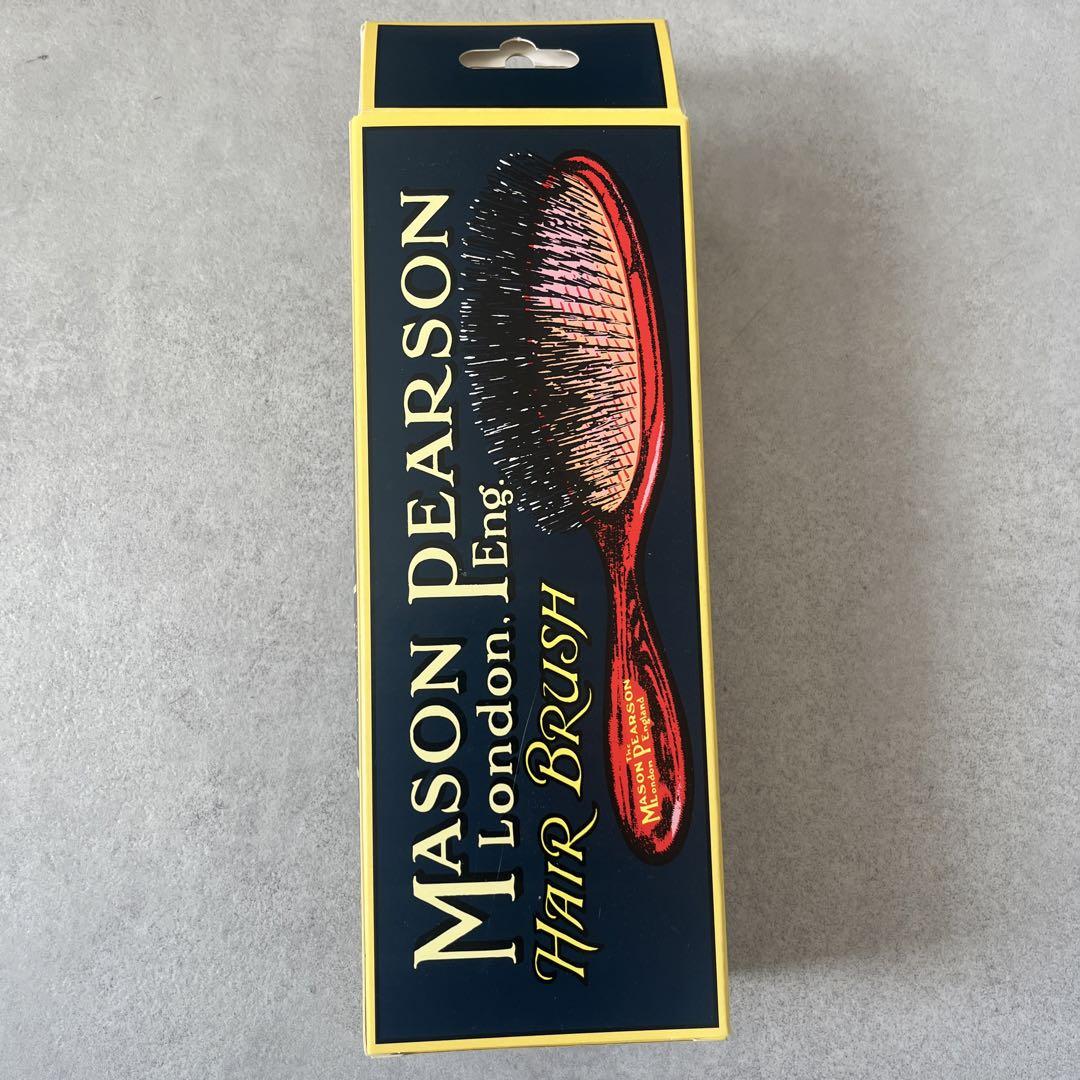 MASON PEARSON
London, Eng.
HAIR BRUSH
The
MASON PEARSON
London England